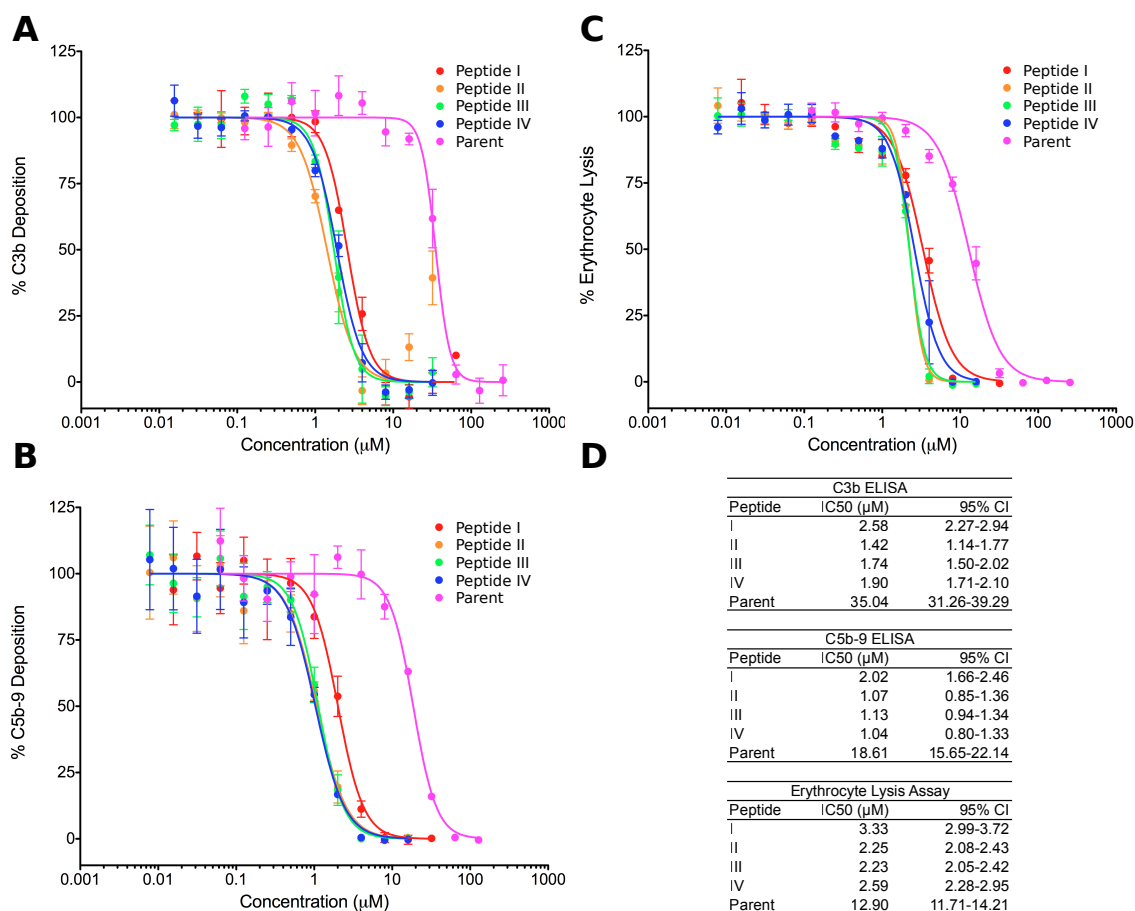 A
125
100
75
50
25
0
% C3b Deposition
0.001
0.01
0.1
1
10
100
1000
Concentration (μM)
Peptide I
Peptide II
Peptide III
Peptide IV
Parent
C
125
100
75
50
25
0
% Erythrocyte Lysis
0.001
0.01
0.1
1
10
100
1000
Concentration (μM)
Peptide I
Peptide II
Peptide III
Peptide IV
Parent
B
125
100
75
50
25
0
% C5b-9 Deposition
0.001
0.01
0.1
1
10
100
1000
Concentration (μM)
Peptide I
Peptide II
Peptide III
Peptide IV
Parent
D
C3b ELISA
Peptide IC50 (μM) 95% CI
I 2.58 2.27-2.94
II 1.42 1.14-1.77
III 1.74 1.50-2.02
IV 1.90 1.71-2.10
Parent 35.04 31.26-39.29
C5b-9 ELISA
Peptide IC50 (μM) 95% CI
I 2.02 1.66-2.46
II 1.07 0.85-1.36
III 1.13 0.94-1.34
IV 1.04 0.80-1.33
Parent 18.61 15.65-22.14
Erythrocyte Lysis Assay
Peptide IC50 (μM) 95% CI
I 3.33 2.99-3.72
II 2.25 2.08-2.43
III 2.23 2.05-2.42
IV 2.59 2.28-2.95
Parent 12.90 11.71-14.21